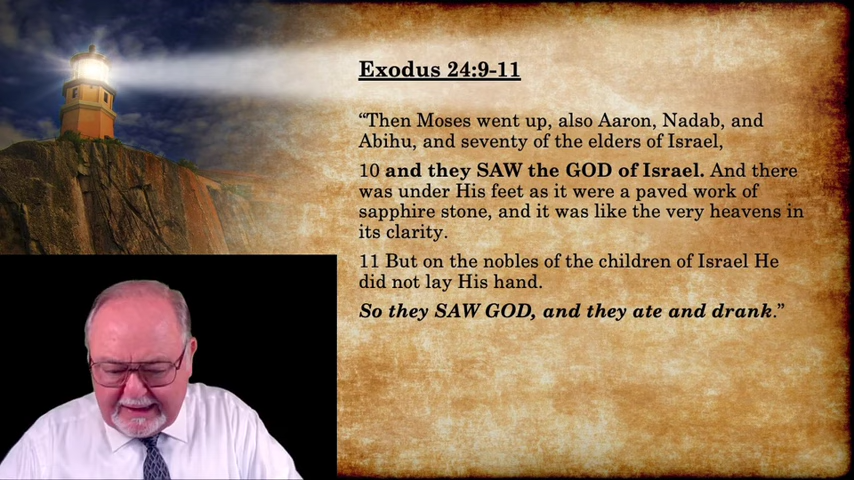 Exodus 24:9-11
“Then Moses went up, also Aaron, Nadab, and
Abihu, and seventy of the elders of Israel,
10 and they SAW the GOD of Israel. And there
was under His feet as it were a paved work of
sapphire stone, and it was like the very heavens in
its clarity.
11 But on the nobles of the children of Israel He
did not lay His hand.
So they SAW GOD, and they ate and drank.”